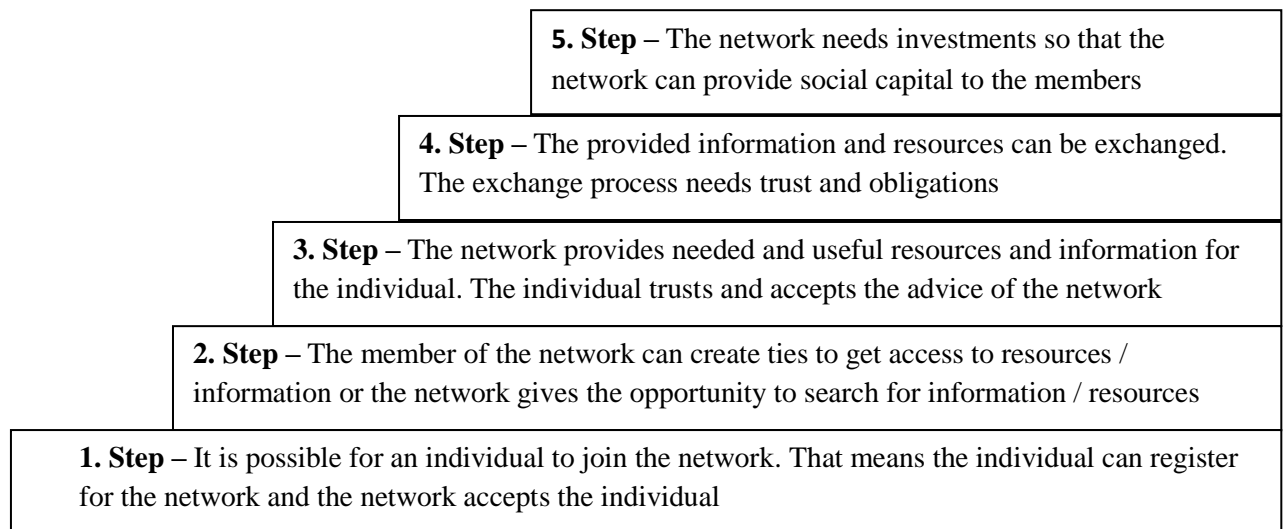 5. Step – The network needs investments so that the
network can provide social capital to the members
4. Step – The provided information and resources can be exchanged.
The exchange process needs trust and obligations
3. Step – The network provides needed and useful resources and information for
the individual. The individual trusts and accepts the advice of the network
2. Step – The member of the network can create ties to get access to resources /
information or the network gives the opportunity to search for information / resources
1. Step – It is possible for an individual to join the network. That means the individual can register
for the network and the network accepts the individual